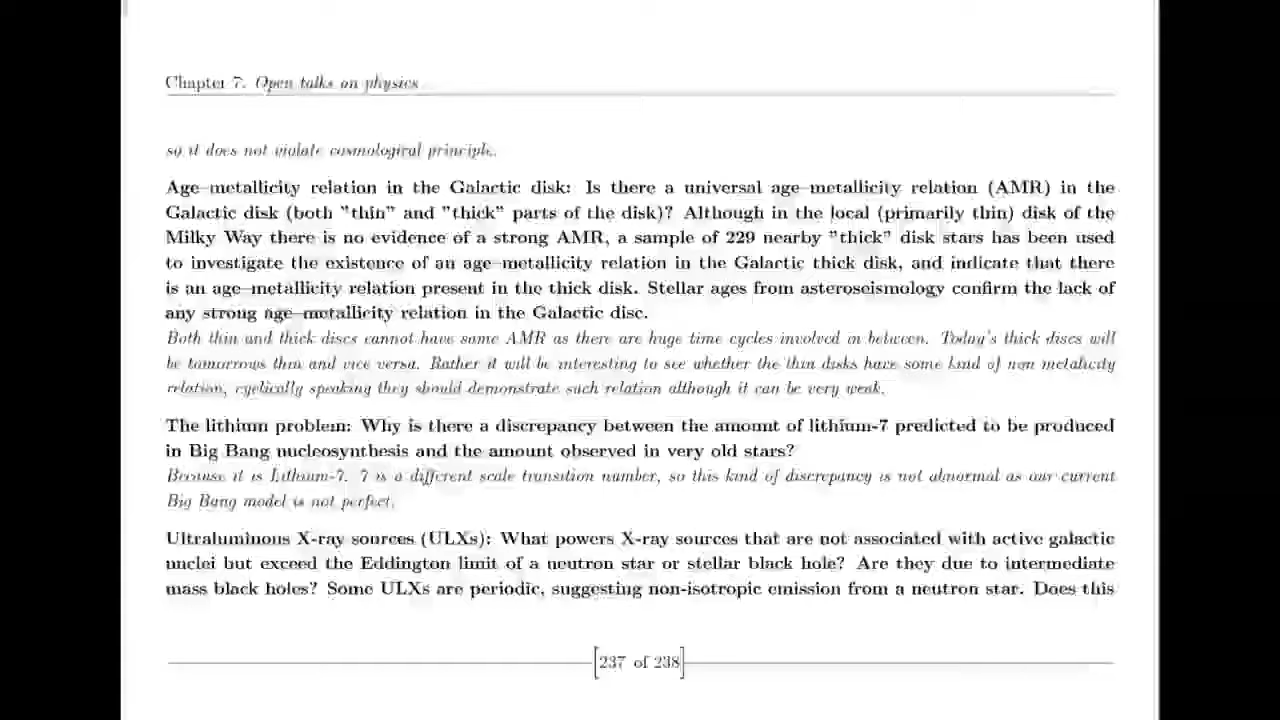 Chapter 7. Open talks on physics
so it does not violate cosmological principle.
Age–metallicity relation in the Galactic disk: Is there a universal age–metallicity relation (AMR) in the
Galactic disk (both "thin" and "thick" parts of the disk)? Although in the local (primarily thin) disk of the
Milky Way there is no evidence of a strong AMR, a sample of 229 nearby "thick" disk stars has been used
to investigate the existence of an age–metallicity relation in the Galactic thick disk, and indicate that there
is an age–metallicity relation present in the thick disk. Stellar ages from asteroseismology confirm the lack of
any strong age–metallicity relation in the Galactic disc.
Both thin and thick discs cannot have same AMR as there are huge time cycles involved in between. Today's thick discs will
be tomorrows thin and vice versa. Rather it will be interesting to see whether the thin disks have some kind of non metalicity
relation, cyclically speaking they should demonstrate such relation although it can be very weak.
The lithium problem: Why is there a discrepancy between the amount of lithium-7 predicted to be produced
in Big Bang nucleosynthesis and the amount observed in very old stars?
Because it is Lithium-7. 7 is a different scale transition number, so this kind of discrepancy is not abnormal as our current
Big Bang model is not perfect.
Ultraluminous X-ray sources (ULXs): What powers X-ray sources that are not associated with active galactic
nuclei but exceed the Eddington limit of a neutron star or stellar black hole? Are they due to intermediate
mass black holes? Some ULXs are periodic, suggesting non-isotropic emission from a neutron star. Does this
[237 of 238]